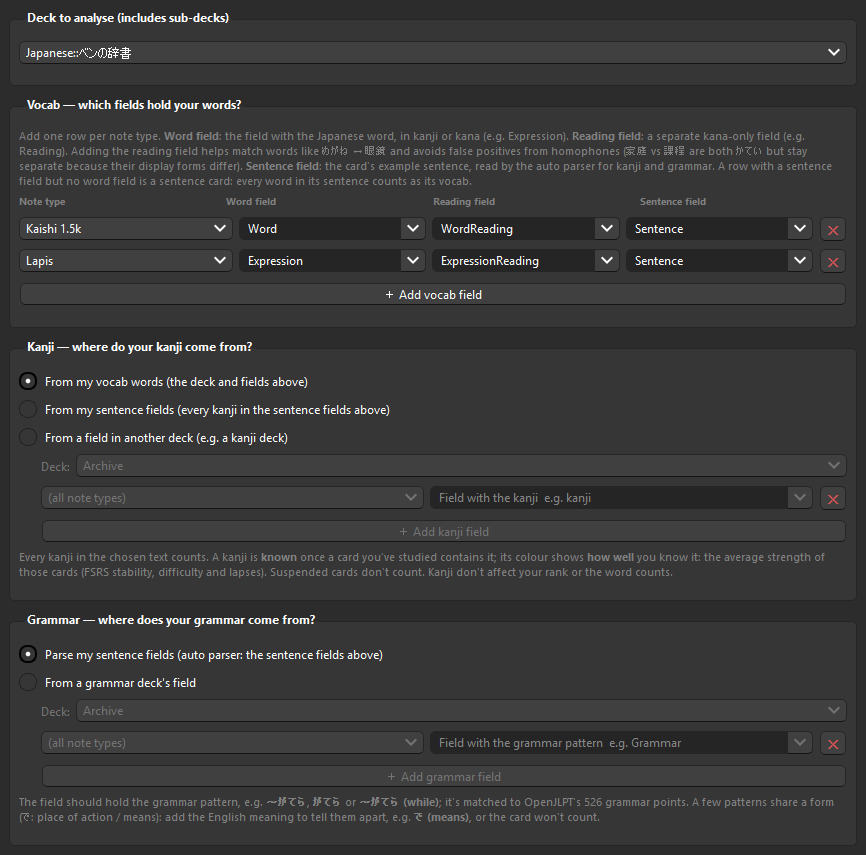 Deck to analyse (includes sub-decks)
Japanese::ベンの辞書
Vocab — which fields hold your words?
Add one row per note type. Word field: the field with the Japanese word, in kanji or kana (e.g. Expression). Reading field: a separate kana-only field (e.g.
Reading). Adding the reading field helps match words like めがね ↔ 眼鏡 and avoids false positives from homophones (家庭 vs 課程 are both かてい but stay
separate because their display forms differ). Sentence field: the card's example sentence, read by the auto parser for kanji and grammar. A row with a sentence
field but no word field is a sentence card: every word in its sentence counts as its vocab.
Note type Word field Reading field Sentence field
Kaishi 1.5k Word WordReading Sentence
Lapis Expression ExpressionReading Sentence
+ Add vocab field
Kanji — where do your kanji come from?
From my vocab words (the deck and fields above)
From my sentence fields (every kanji in the sentence fields above)
From a field in another deck (e.g. a kanji deck)
Deck: Archive
(all note types) Field with the kanji e.g. kanji
+ Add kanji field
Every kanji in the chosen text counts. A kanji is known once a card you've studied contains it; its colour shows how well you know it: the average strength of
those cards (FSRS stability, difficulty and lapses). Suspended cards don't count. Kanji don't affect your rank or the word counts.
Grammar — where does your grammar come from?
Parse my sentence fields (auto parser: the sentence fields above)
From a grammar deck's field
Deck: Archive
(all note types) Field with the grammar pattern e.g. Grammar
+ Add grammar field
The field should hold the grammar pattern, e.g. ～がてら, がてら or ～がてら (while); it's matched to OpenJLPT's 526 grammar points. A few patterns share a form
(で: place of action / means): add the English meaning to tell them apart, e.g. で (means), or the card won't count.